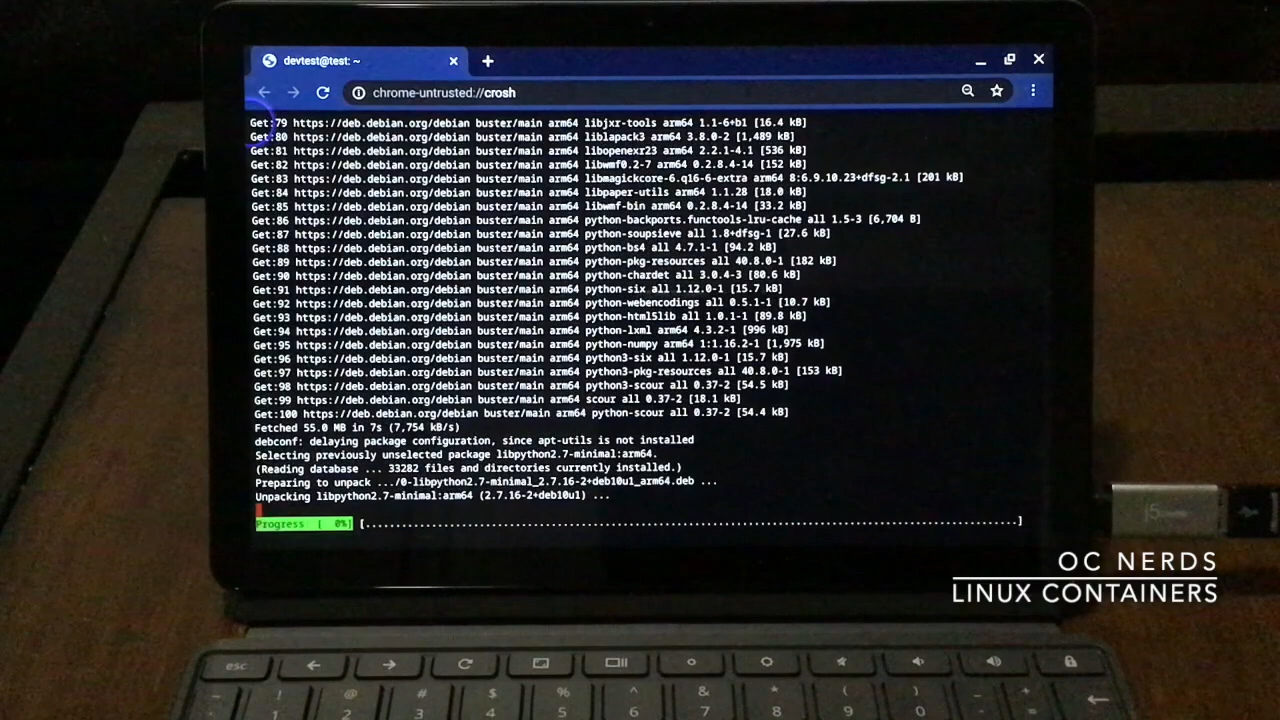 devtest@test: ~
chrome-untrusted://crosh
Get:79 https://deb.debian.org/debian buster/main arm64 libjxr-tools arm64 1.1-6+b1 [16.4 kB]
Get:80 https://deb.debian.org/debian buster/main arm64 liblapack3 arm64 3.8.0-2 [1,489 kB]
Get:81 https://deb.debian.org/debian buster/main arm64 libopenexr23 arm64 2.2.1-4.1 [536 kB]
Get:82 https://deb.debian.org/debian buster/main arm64 libwmf0.2-7 arm64 0.2.8.4-14 [152 kB]
Get:83 https://deb.debian.org/debian buster/main arm64 libmagickcore-6.q16-6-extra arm64 8:6.9.10.23+dfsg-2.1 [201 kB]
Get:84 https://deb.debian.org/debian buster/main arm64 libpaper-utils arm64 1.1.28 [18.0 kB]
Get:85 https://deb.debian.org/debian buster/main arm64 libwmf-bin arm64 0.2.8.4-14 [33.2 kB]
Get:86 https://deb.debian.org/debian buster/main arm64 python-backports.functools-lru-cache all 1.5-3 [6,704 B]
Get:87 https://deb.debian.org/debian buster/main arm64 python-soupsieve all 1.8+dfsg-1 [27.6 kB]
Get:88 https://deb.debian.org/debian buster/main arm64 python-bs4 all 4.7.1-1 [94.2 kB]
Get:89 https://deb.debian.org/debian buster/main arm64 python-pkg-resources all 40.8.0-1 [182 kB]
Get:90 https://deb.debian.org/debian buster/main arm64 python-chardet all 3.0.4-3 [80.6 kB]
Get:91 https://deb.debian.org/debian buster/main arm64 python-six all 1.12.0-1 [15.7 kB]
Get:92 https://deb.debian.org/debian buster/main arm64 python-webencodings all 0.5.1-1 [10.7 kB]
Get:93 https://deb.debian.org/debian buster/main arm64 python-html5lib all 1.0.1-1 [89.8 kB]
Get:94 https://deb.debian.org/debian buster/main arm64 python-lxml arm64 4.3.2-1 [996 kB]
Get:95 https://deb.debian.org/debian buster/main arm64 python-numpy arm64 1:1.16.2-1 [1,975 kB]
Get:96 https://deb.debian.org/debian buster/main arm64 python3-six all 1.12.0-1 [15.7 kB]
Get:97 https://deb.debian.org/debian buster/main arm64 python3-pkg-resources all 40.8.0-1 [153 kB]
Get:98 https://deb.debian.org/debian buster/main arm64 python3-scour all 0.37-2 [54.5 kB]
Get:99 https://deb.debian.org/debian buster/main arm64 scour all 0.37-2 [18.1 kB]
Get:100 https://deb.debian.org/debian buster/main arm64 python-scour all 0.37-2 [54.4 kB]
Fetched 55.0 MB in 7s (7,754 kB/s)
debconf: delaying package configuration, since apt-utils is not installed
Selecting previously unselected package libpython2.7-minimal:arm64.
(Reading database ... 33282 files and directories currently installed.)
Preparing to unpack .../0-libpython2.7-minimal_2.7.16-2+deb10u1_arm64.deb ...
Unpacking libpython2.7-minimal:arm64 (2.7.16-2+deb10u1) ...
Progress [  0%] [..............................................................................................................]
OC NERDS
LINUX CONTAINERS
esc
~ ! @ # $ % ^ & * ( ) _ +
1 2 3 4 5 6 7 8 9 0 - =